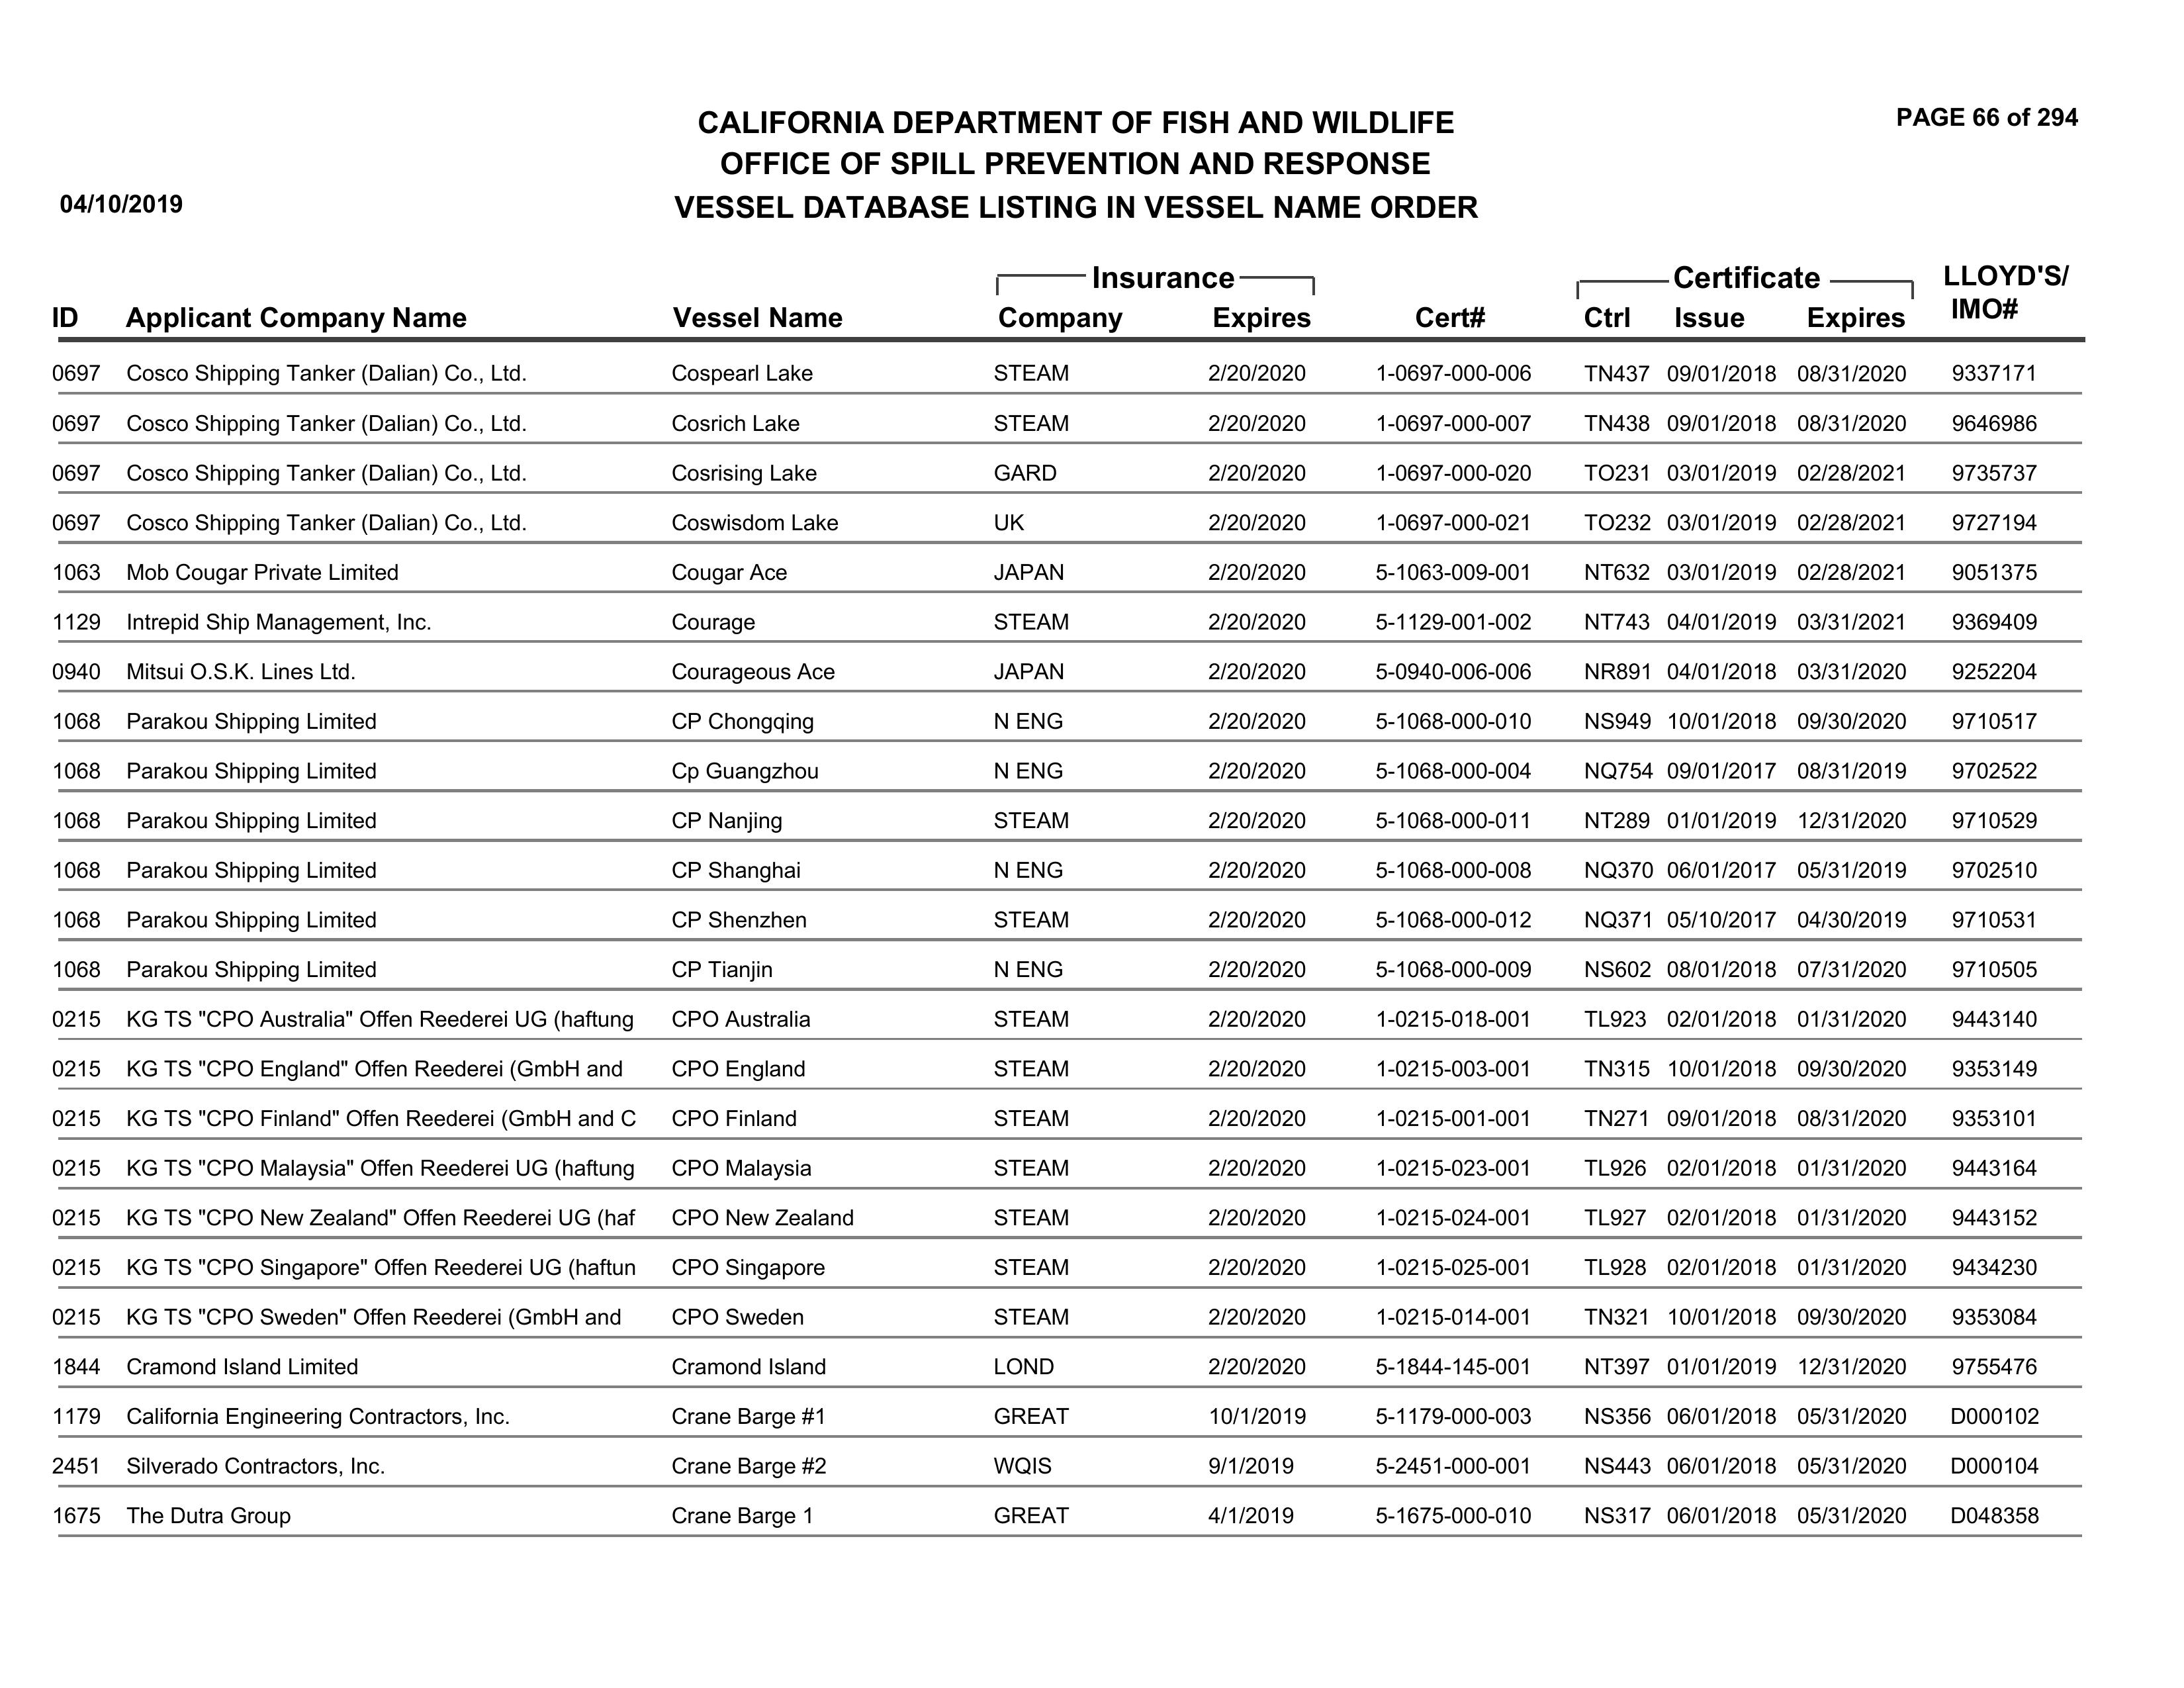 CALIFORNIA DEPARTMENT OF FISH AND WILDLIFE
PAGE 66 of 294
OFFICE OF SPILL PREVENTION AND RESPONSE
04/10/2019
VESSEL DATABASE LISTING IN VESSEL NAME ORDER
Insurance Certificate LLOYD'S/
ID Applicant Company Name Vessel Name Company Expires Cert# Ctrl Issue Expires IMO#
0697 Cosco Shipping Tanker (Dalian) Co., Ltd. Cospearl Lake STEAM 2/20/2020 1-0697-000-006 TN437 09/01/2018 08/31/2020 9337171
0697 Cosco Shipping Tanker (Dalian) Co., Ltd. Cosrich Lake STEAM 2/20/2020 1-0697-000-007 TN438 09/01/2018 08/31/2020 9646986
0697 Cosco Shipping Tanker (Dalian) Co., Ltd. Cosrising Lake GARD 2/20/2020 1-0697-000-020 TO231 03/01/2019 02/28/2021 9735737
0697 Cosco Shipping Tanker (Dalian) Co., Ltd. Coswisdom Lake UK 2/20/2020 1-0697-000-021 TO232 03/01/2019 02/28/2021 9727194
1063 Mob Cougar Private Limited Cougar Ace JAPAN 2/20/2020 5-1063-009-001 NT632 03/01/2019 02/28/2021 9051375
1129 Intrepid Ship Management, Inc. Courage STEAM 2/20/2020 5-1129-001-002 NT743 04/01/2019 03/31/2021 9369409
0940 Mitsui O.S.K. Lines Ltd. Courageous Ace JAPAN 2/20/2020 5-0940-006-006 NR891 04/01/2018 03/31/2020 9252204
1068 Parakou Shipping Limited CP Chongqing N ENG 2/20/2020 5-1068-000-010 NS949 10/01/2018 09/30/2020 9710517
1068 Parakou Shipping Limited Cp Guangzhou N ENG 2/20/2020 5-1068-000-004 NQ754 09/01/2017 08/31/2019 9702522
1068 Parakou Shipping Limited CP Nanjing STEAM 2/20/2020 5-1068-000-011 NT289 01/01/2019 12/31/2020 9710529
1068 Parakou Shipping Limited CP Shanghai N ENG 2/20/2020 5-1068-000-008 NQ370 06/01/2017 05/31/2019 9702510
1068 Parakou Shipping Limited CP Shenzhen STEAM 2/20/2020 5-1068-000-012 NQ371 05/10/2017 04/30/2019 9710531
1068 Parakou Shipping Limited CP Tianjin N ENG 2/20/2020 5-1068-000-009 NS602 08/01/2018 07/31/2020 9710505
0215 KG TS "CPO Australia" Offen Reederei UG (haftung CPO Australia STEAM 2/20/2020 1-0215-018-001 TL923 02/01/2018 01/31/2020 9443140
0215 KG TS "CPO England" Offen Reederei (GmbH and CPO England STEAM 2/20/2020 1-0215-003-001 TN315 10/01/2018 09/30/2020 9353149
0215 KG TS "CPO Finland" Offen Reederei (GmbH and C CPO Finland STEAM 2/20/2020 1-0215-001-001 TN271 09/01/2018 08/31/2020 9353101
0215 KG TS "CPO Malaysia" Offen Reederei UG (haftung CPO Malaysia STEAM 2/20/2020 1-0215-023-001 TL926 02/01/2018 01/31/2020 9443164
0215 KG TS "CPO New Zealand" Offen Reederei UG (haf CPO New Zealand STEAM 2/20/2020 1-0215-024-001 TL927 02/01/2018 01/31/2020 9443152
0215 KG TS "CPO Singapore" Offen Reederei UG (haftun CPO Singapore STEAM 2/20/2020 1-0215-025-001 TL928 02/01/2018 01/31/2020 9434230
0215 KG TS "CPO Sweden" Offen Reederei (GmbH and CPO Sweden STEAM 2/20/2020 1-0215-014-001 TN321 10/01/2018 09/30/2020 9353084
1844 Cramond Island Limited Cramond Island LOND 2/20/2020 5-1844-145-001 NT397 01/01/2019 12/31/2020 9755476
1179 California Engineering Contractors, Inc. Crane Barge #1 GREAT 10/1/2019 5-1179-000-003 NS356 06/01/2018 05/31/2020 D000102
2451 Silverado Contractors, Inc. Crane Barge #2 WQIS 9/1/2019 5-2451-000-001 NS443 06/01/2018 05/31/2020 D000104
1675 The Dutra Group Crane Barge 1 GREAT 4/1/2019 5-1675-000-010 NS317 06/01/2018 05/31/2020 D048358